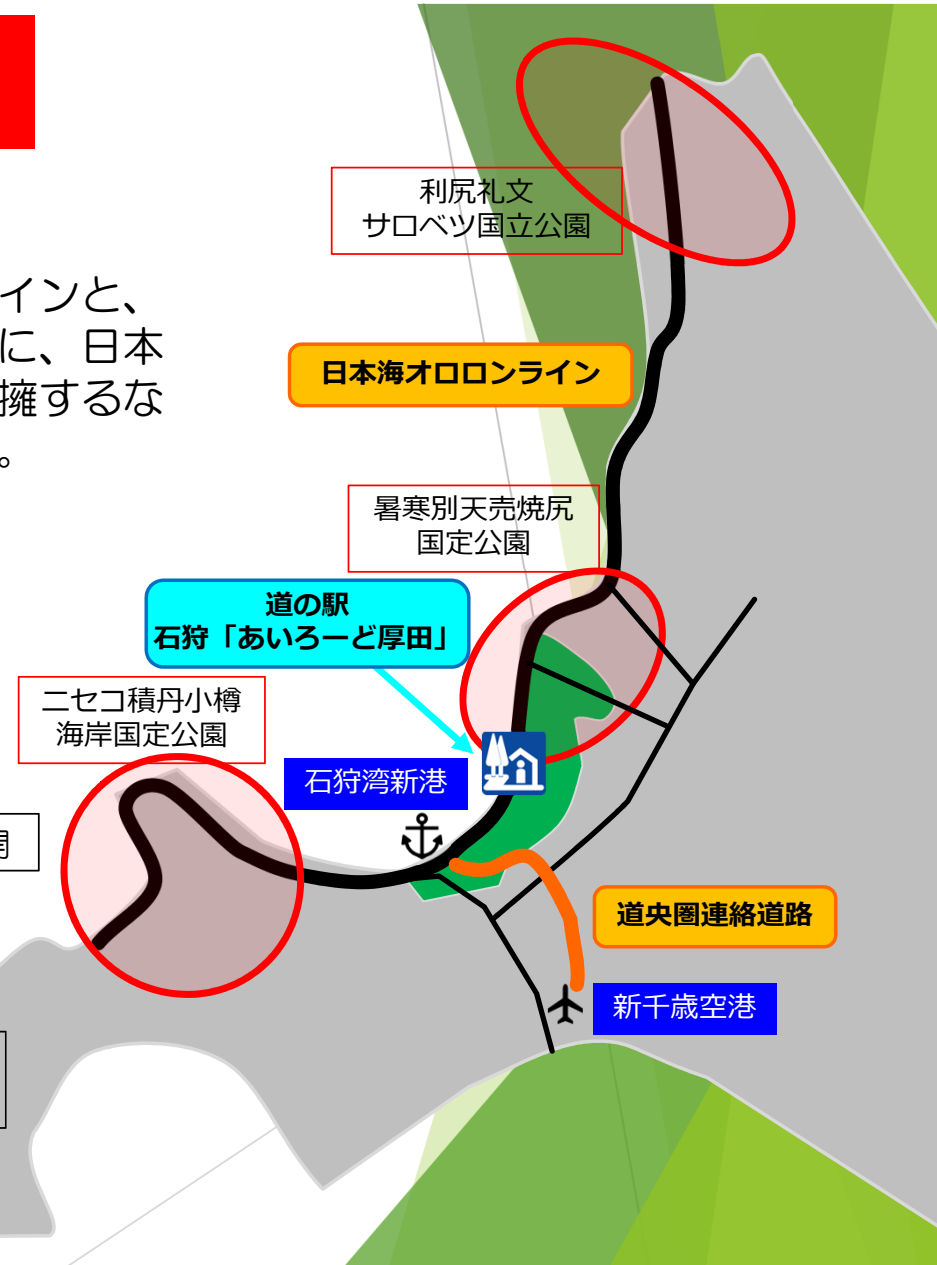 利尻礼文
サロベツ国立公園
インと、
に、日本
擁するな
。
日本海オロロンライン
暑寒別天売焼尻
国定公園
道の駅
石狩「あいろーど厚田」
ニセコ積丹小樽
海岸国定公園
石狩湾新港
道央圏連絡道路
新千歳空港